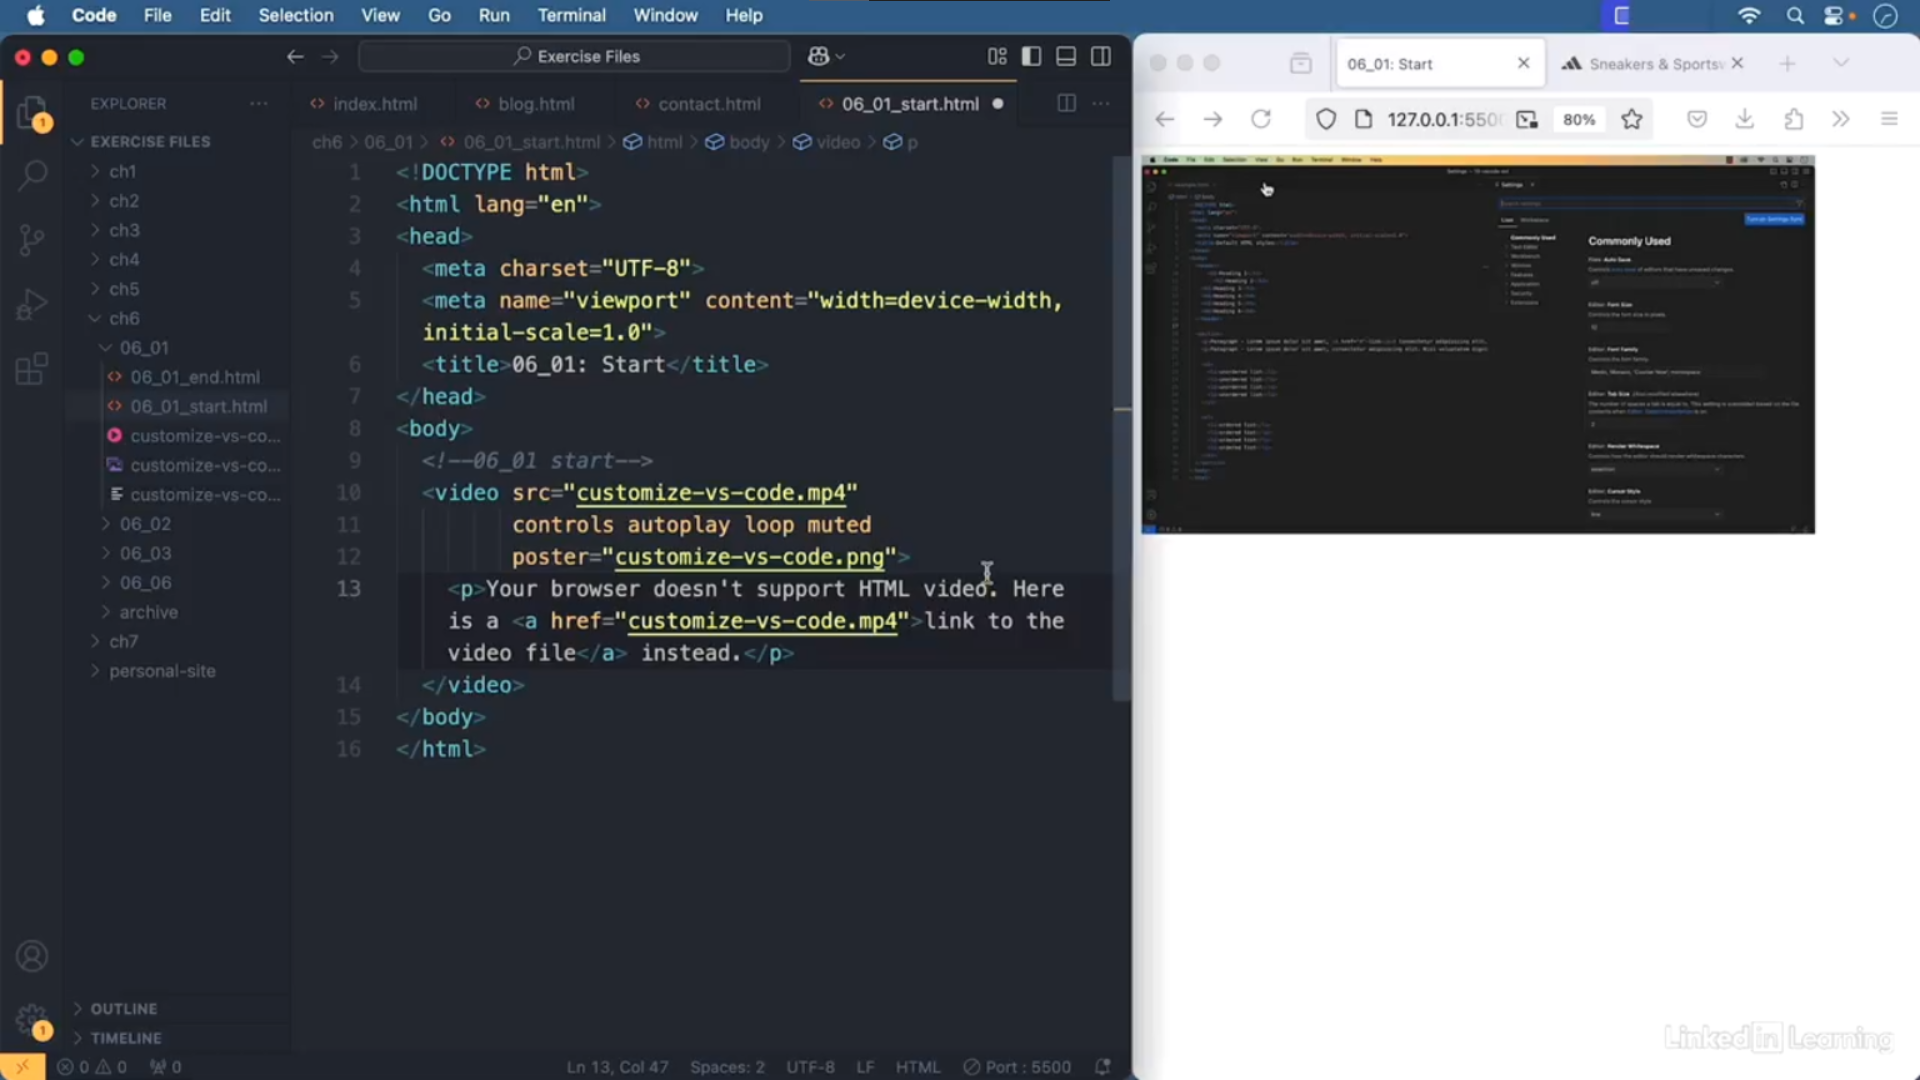 Code File Edit Selection View Go Run Terminal Window Help
Exercise Files
EXPLORER
EXERCISE FILES
ch1
ch2
ch3
ch4
ch5
ch6
06_01
06_01_end.html
06_01_start.html
customize-vs-co...
customize-vs-co...
customize-vs-co...
06_02
06_03
06_06
archive
ch7
personal-site
OUTLINE
TIMELINE
index.html blog.html contact.html 06_01_start.html
ch6 > 06_01 > 06_01_start.html > html > body > video > p
1 <!DOCTYPE html>
2 <html lang="en">
3 <head>
4 <meta charset="UTF-8">
5 <meta name="viewport" content="width=device-width,
initial-scale=1.0">
6 <title>06_01: Start</title>
7 </head>
8 <body>
9 <!--06_01 start-->
10 <video src="customize-vs-code.mp4"
11 controls autoplay loop muted
12 poster="customize-vs-code.png">
13 <p>Your browser doesn't support HTML video. Here
is a <a href="customize-vs-code.mp4">link to the
video file</a> instead.</p>
14 </video>
15 </body>
16 </html>
0 0 0 Ln 13, Col 47 Spaces: 2 UTF-8 LF HTML Port : 5500
06_01: Start Sneakers & Sportsw
127.0.0.1:5500 80%
Settings
Commonly Used
Commonly Used
LinkedIn Learning